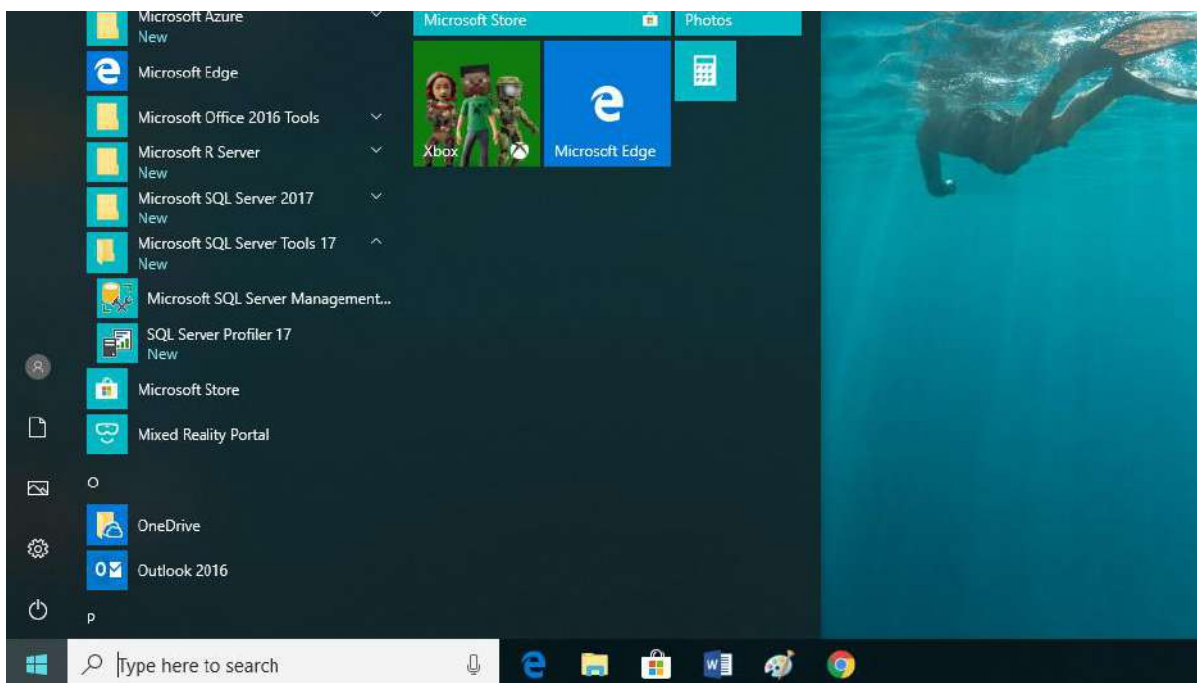 Microsoft Azure
New
Microsoft Edge
Microsoft Office 2016 Tools
Microsoft R Server
New
Microsoft SQL Server 2017
New
Microsoft SQL Server Tools 17
New
Microsoft SQL Server Management...
SQL Server Profiler 17
New
Microsoft Store
Mixed Reality Portal
O
OneDrive
Outlook 2016
P
Microsoft Store
Photos
Xbox
Microsoft Edge
Type here to search